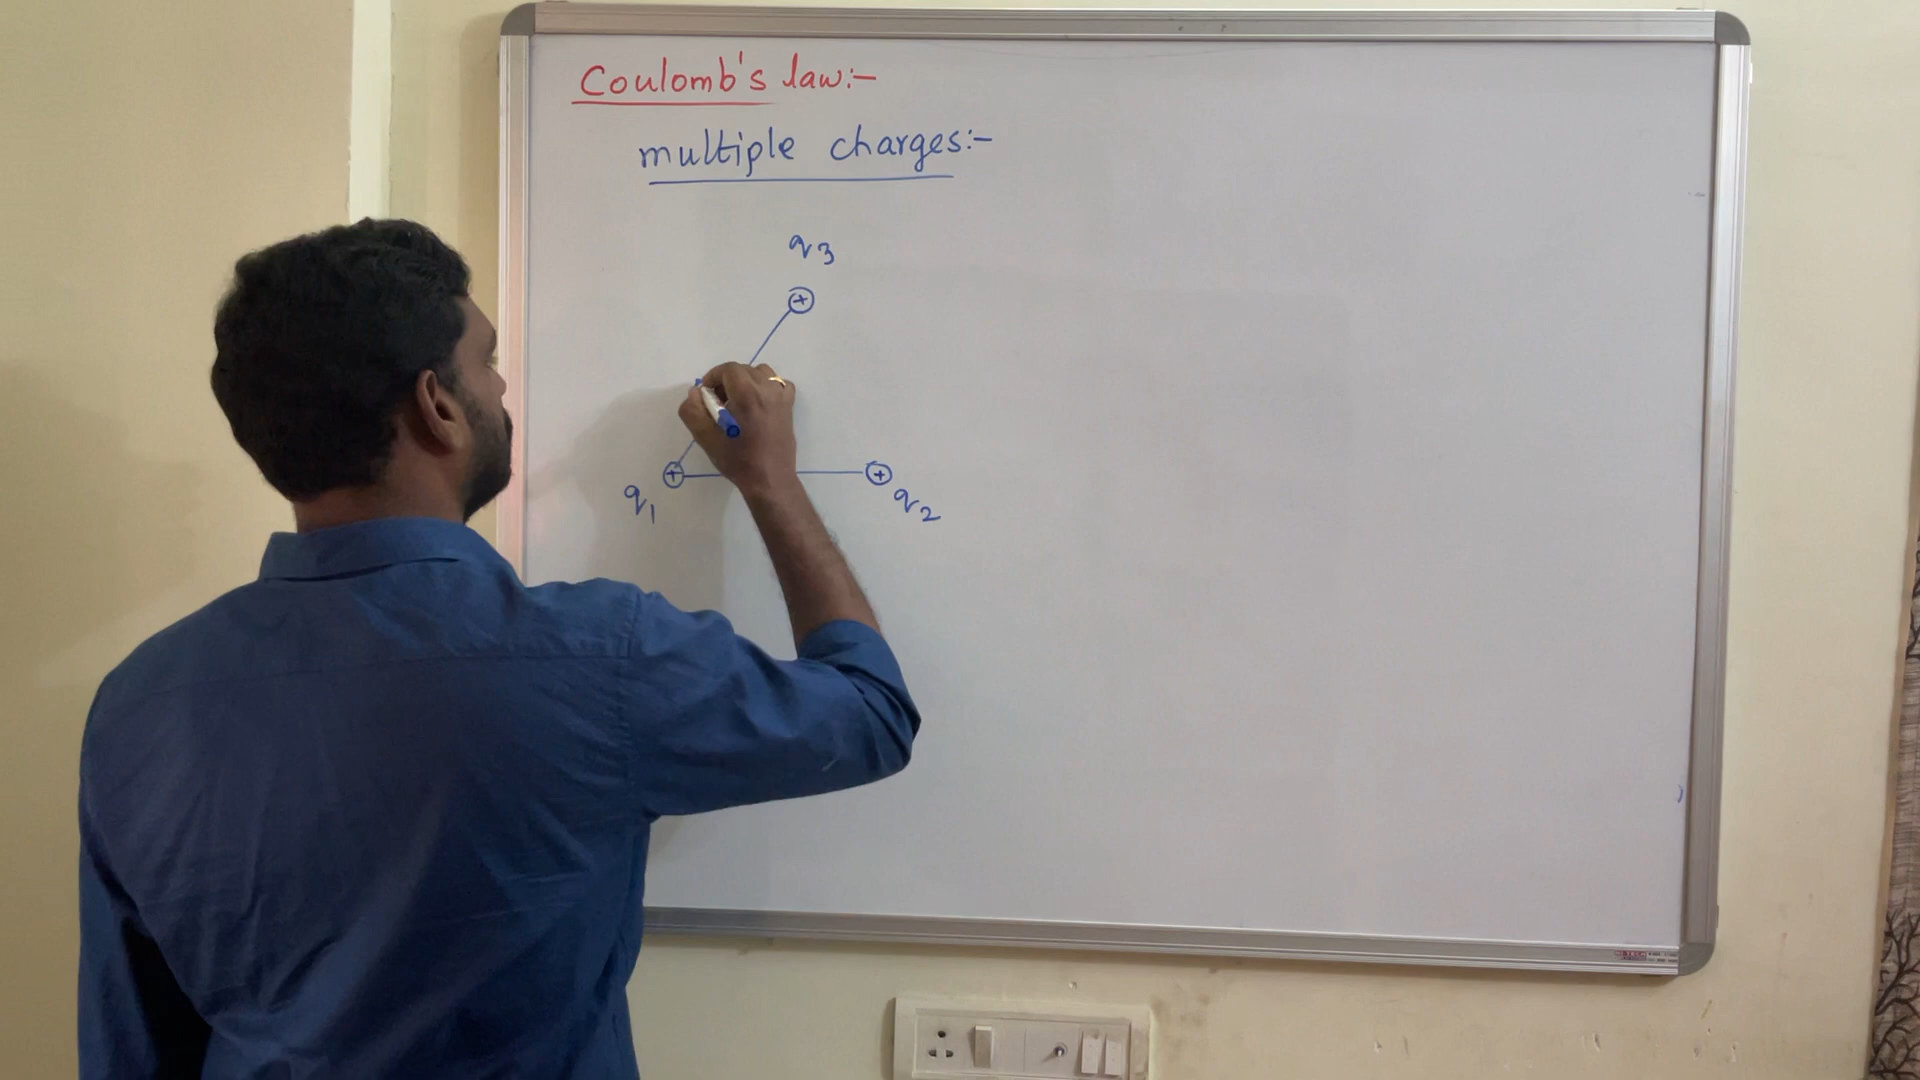 Coulomb's law:-
multiple charges:-
q3
+
+
+
q1
q2